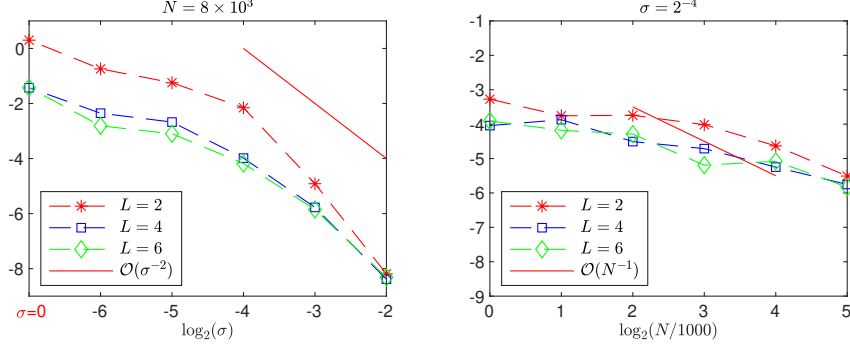 N = 8 × 10³
0
-2
-4
-6
-8
L = 2
L = 4
L = 6
O(σ⁻²)
σ=0
-6
-5
-4
-3
-2
log₂(σ)
σ = 2⁻⁴
-1
-2
-3
-4
-5
-6
-7
-8
-9
L = 2
L = 4
L = 6
O(N⁻¹)
0
1
2
3
4
5
log₂(N/1000)